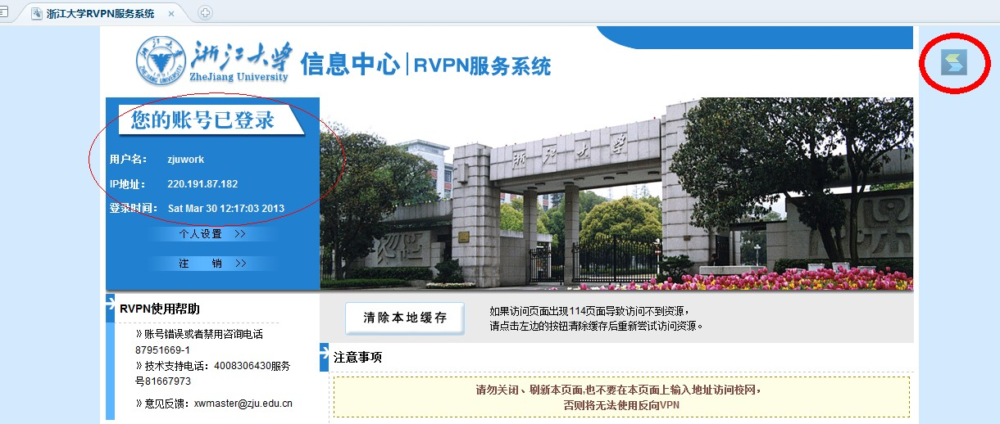 浙江大学RVPN服务系统
浙江大学
ZheJiang University
信息中心
RVPN服务系统
您的账号已登录
用户名： zjuwork
IP地址： 220.191.87.182
登录时间： Sat Mar 30 12:17:03 2013
个人设置 >>
注 销 >>
浙江大学
RVPN使用帮助
》账号错误或者禁用咨询电话
87951669-1
》技术支持电话：4008306430服务
号81667973
》意见反馈：xwmaster@zju.edu.cn
清除本地缓存
如果访问页面出现114页面导致访问不到资源，
请点击左边的按钮清除缓存后重新尝试访问资源。
注意事项
请勿关闭、刷新本页面,也不要在本页面上输入地址访问校网，
否则将无法使用反向VPN